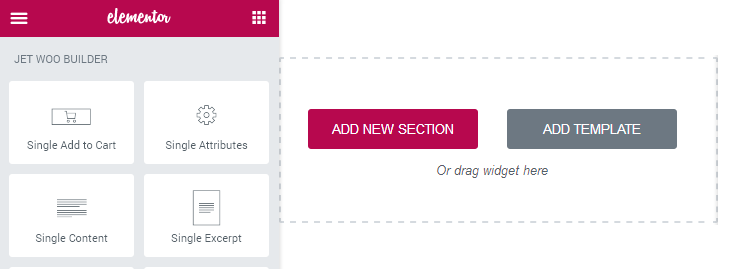 elementor
JET WOO BUILDER
Single Add to Cart
Single Attributes
Single Content
Single Excerpt
ADD NEW SECTION
ADD TEMPLATE
Or drag widget here